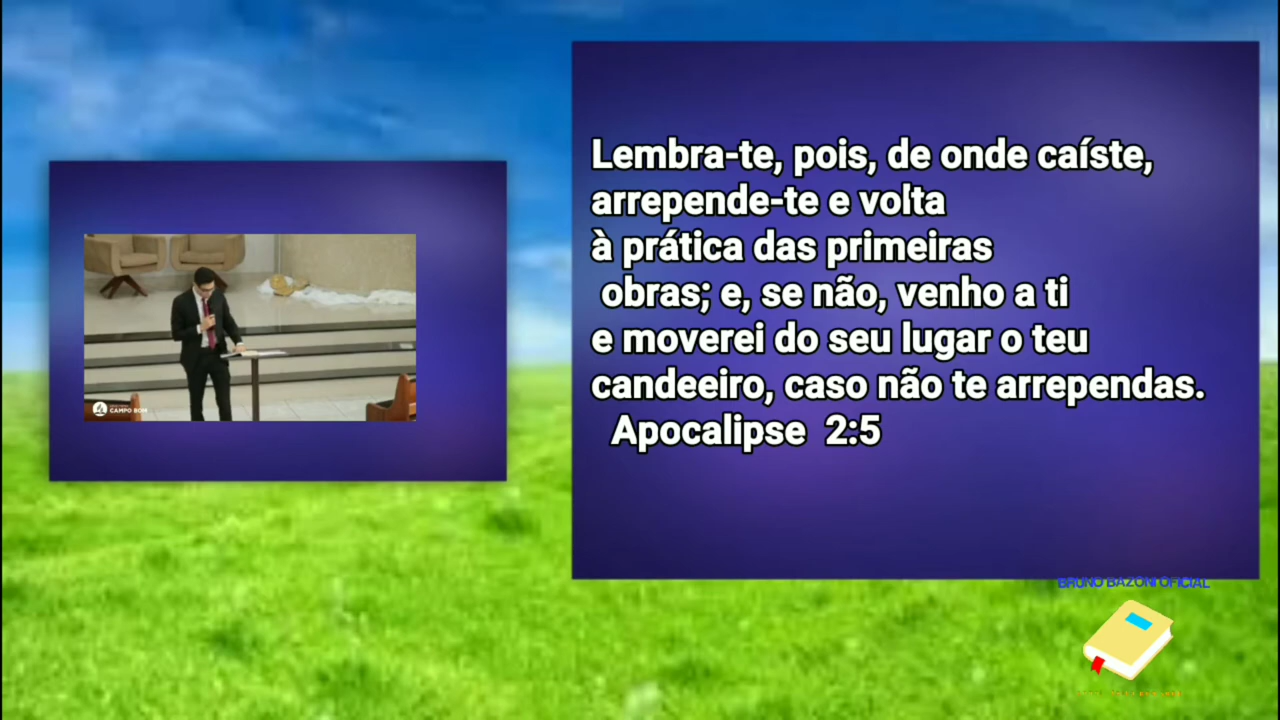 Lembra-te, pois, de onde caíste,
arrepende-te e volta
à prática das primeiras
obras; e, se não, venho a ti
e moverei do seu lugar o teu
candeeiro, caso não te arrependas.
Apocalipse 2:5
CAMPO BOM
BRUNO BAZONI OFICIAL